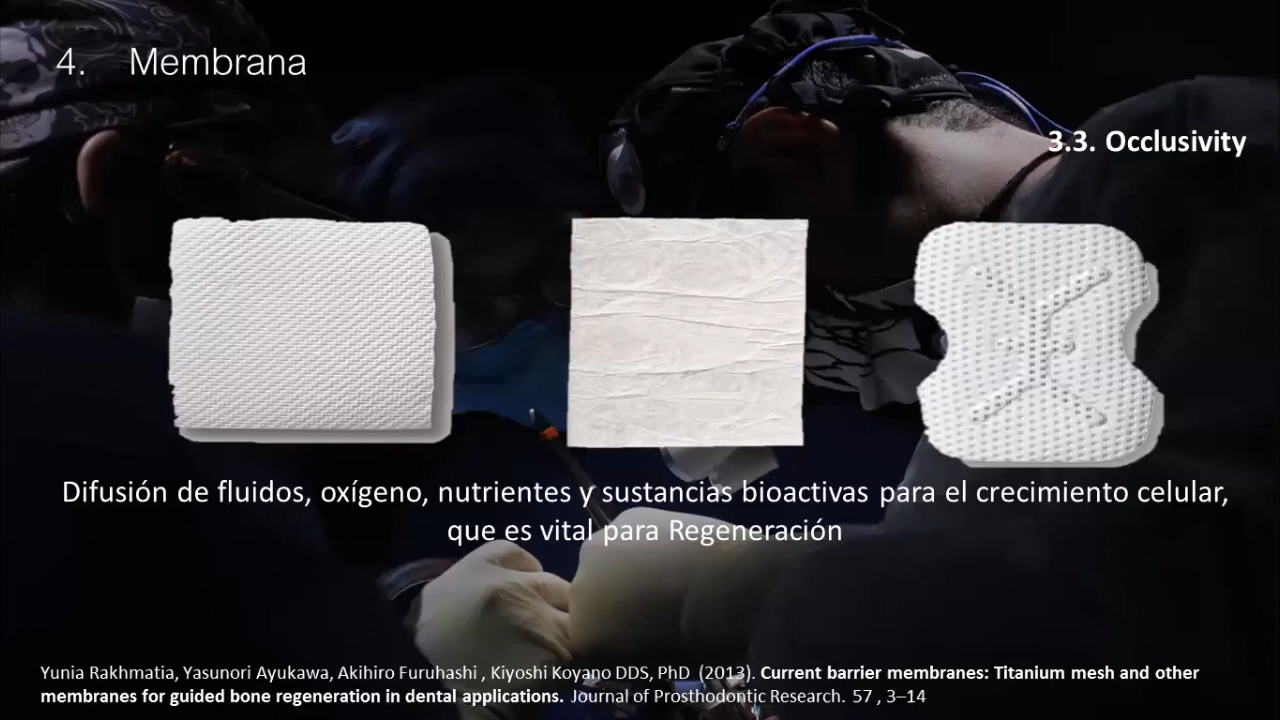 4. Membrana
3.3. Occlusivity
Difusión de fluidos, oxígeno, nutrientes y sustancias bioactivas para el crecimiento celular,
que es vital para Regeneración
Yunia Rakhmatia, Yasunori Ayukawa, Akihiro Furuhashi , Kiyoshi Koyano DDS, PhD (2013). Current barrier membranes: Titanium mesh and other
membranes for guided bone regeneration in dental applications. Journal of Prosthodontic Research. 57 , 3–14